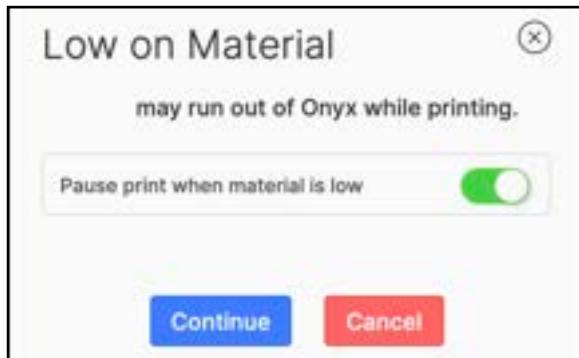 Low on Material
may run out of Onyx while printing.
Pause print when material is low
Continue
Cancel